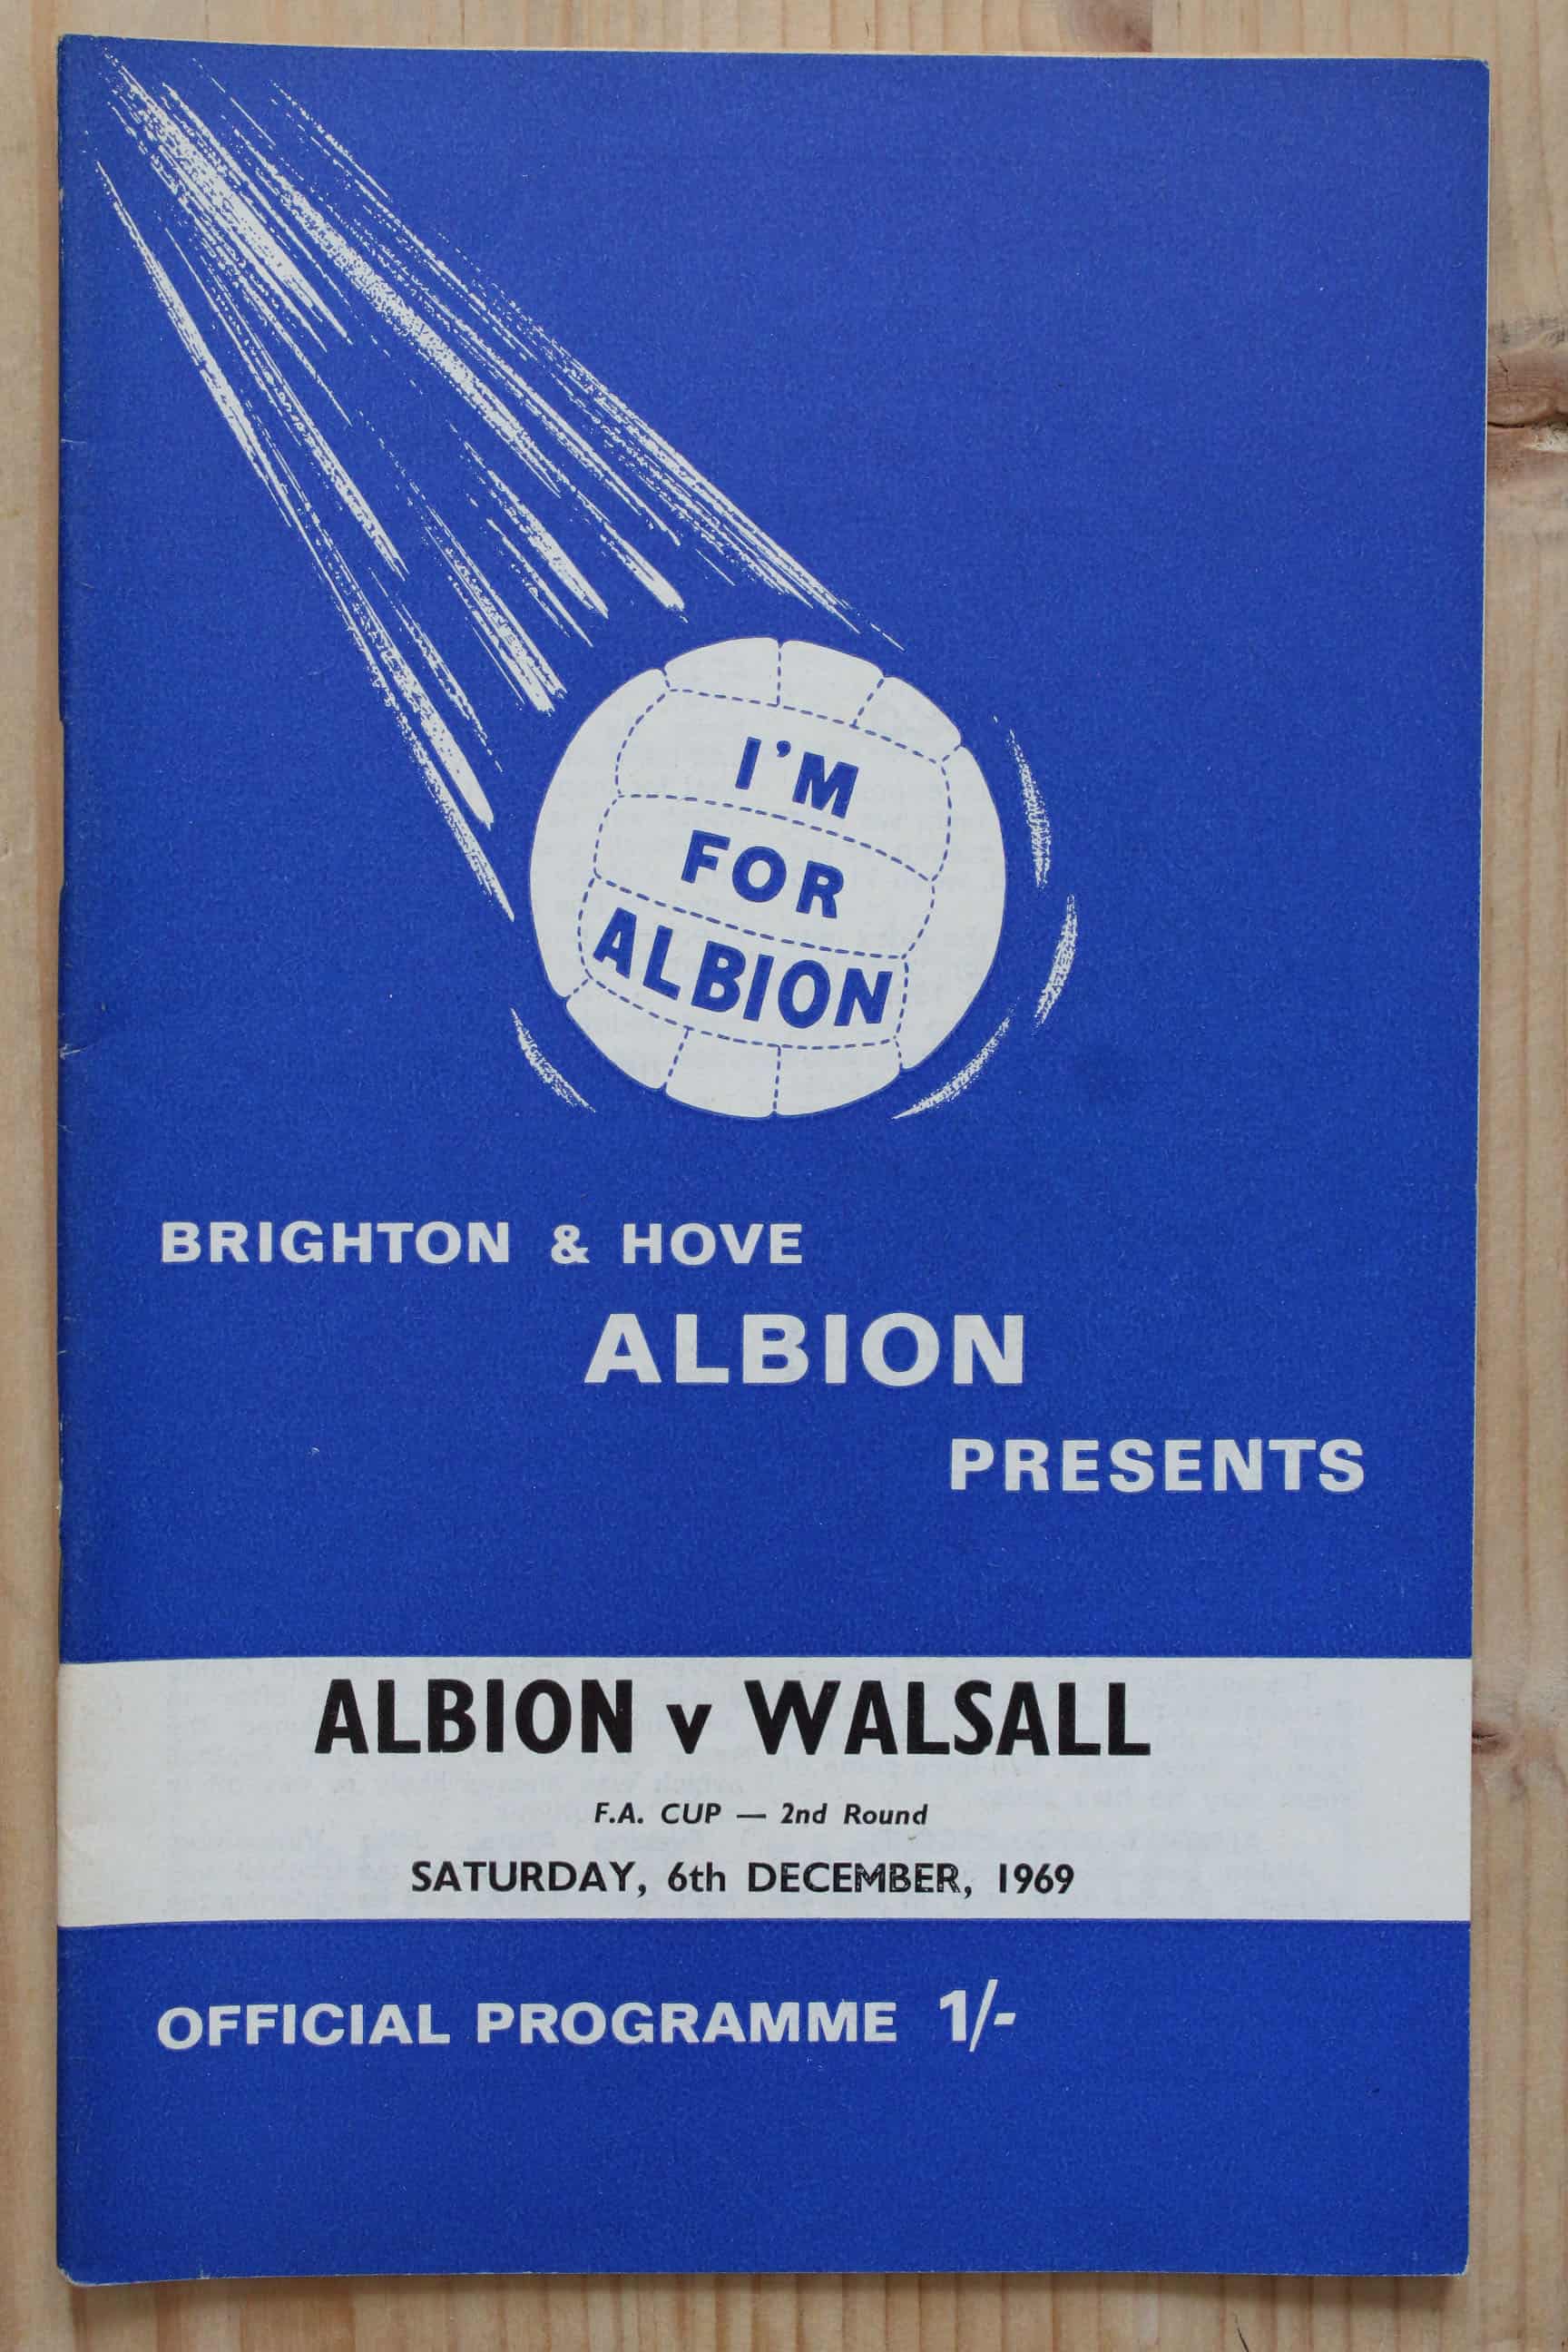 I'M
FOR
ALBION
BRIGHTON & HOVE
ALBION
PRESENTS
ALBION v WALSALL
F.A. CUP — 2nd Round
SATURDAY, 6th DECEMBER, 1969
OFFICIAL PROGRAMME 1/-